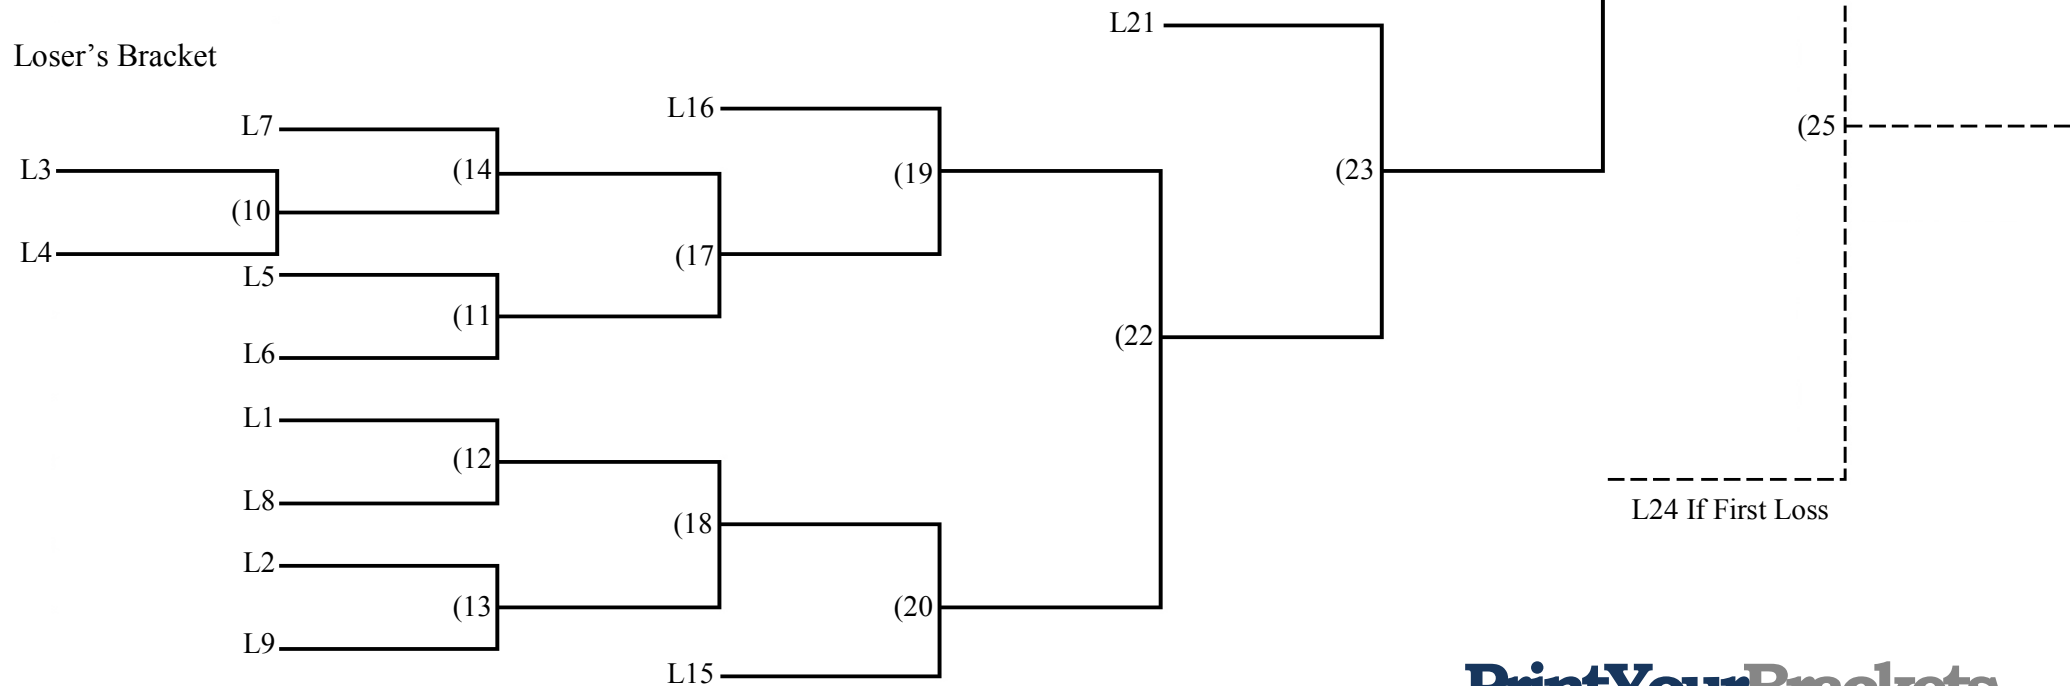 L21
Loser’s Bracket
L16
L7
(25
(14
L3
(19
(23
(10
L4
(17
L5
(11
(22
L6
L1
(12
L8
L24 If First Loss
(18
L2
(13
(20
L9
L15
PrintYourBrackets